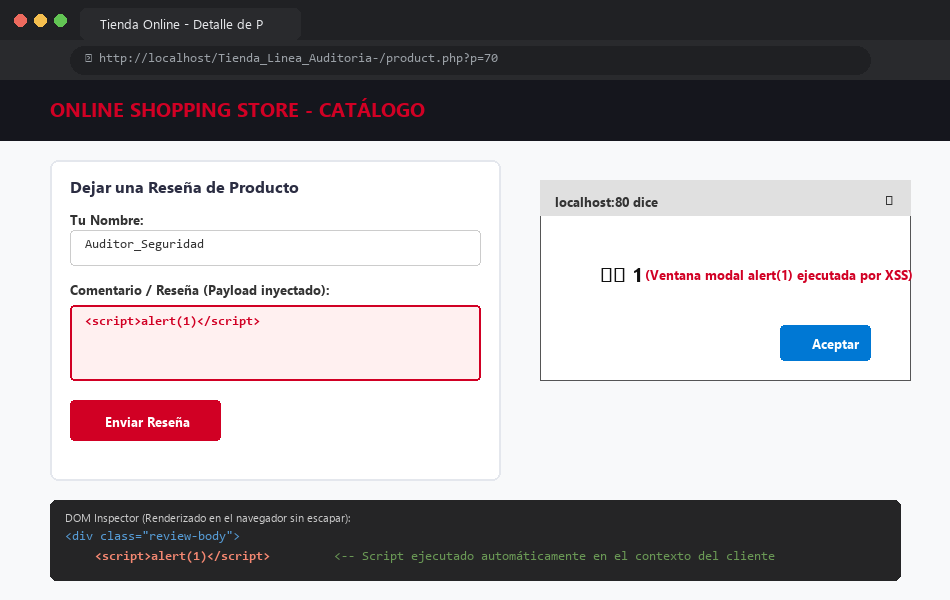 Tienda Online - Detalle de P
http://localhost/Tienda_Linea_Auditoria-/product.php?p=70
ONLINE SHOPPING STORE - CATÁLOGO
Dejar una Reseña de Producto
Tu Nombre:
Auditor_Seguridad
Comentario / Reseña (Payload inyectado):
<script>alert(1)</script>
Enviar Reseña
localhost:80 dice
1 (Ventana modal alert(1) ejecutada por XSS)
Aceptar
DOM Inspector (Renderizado en el navegador sin escapar):
<div class="review-body">
<script>alert(1)</script> <-- Script ejecutado automáticamente en el contexto del cliente